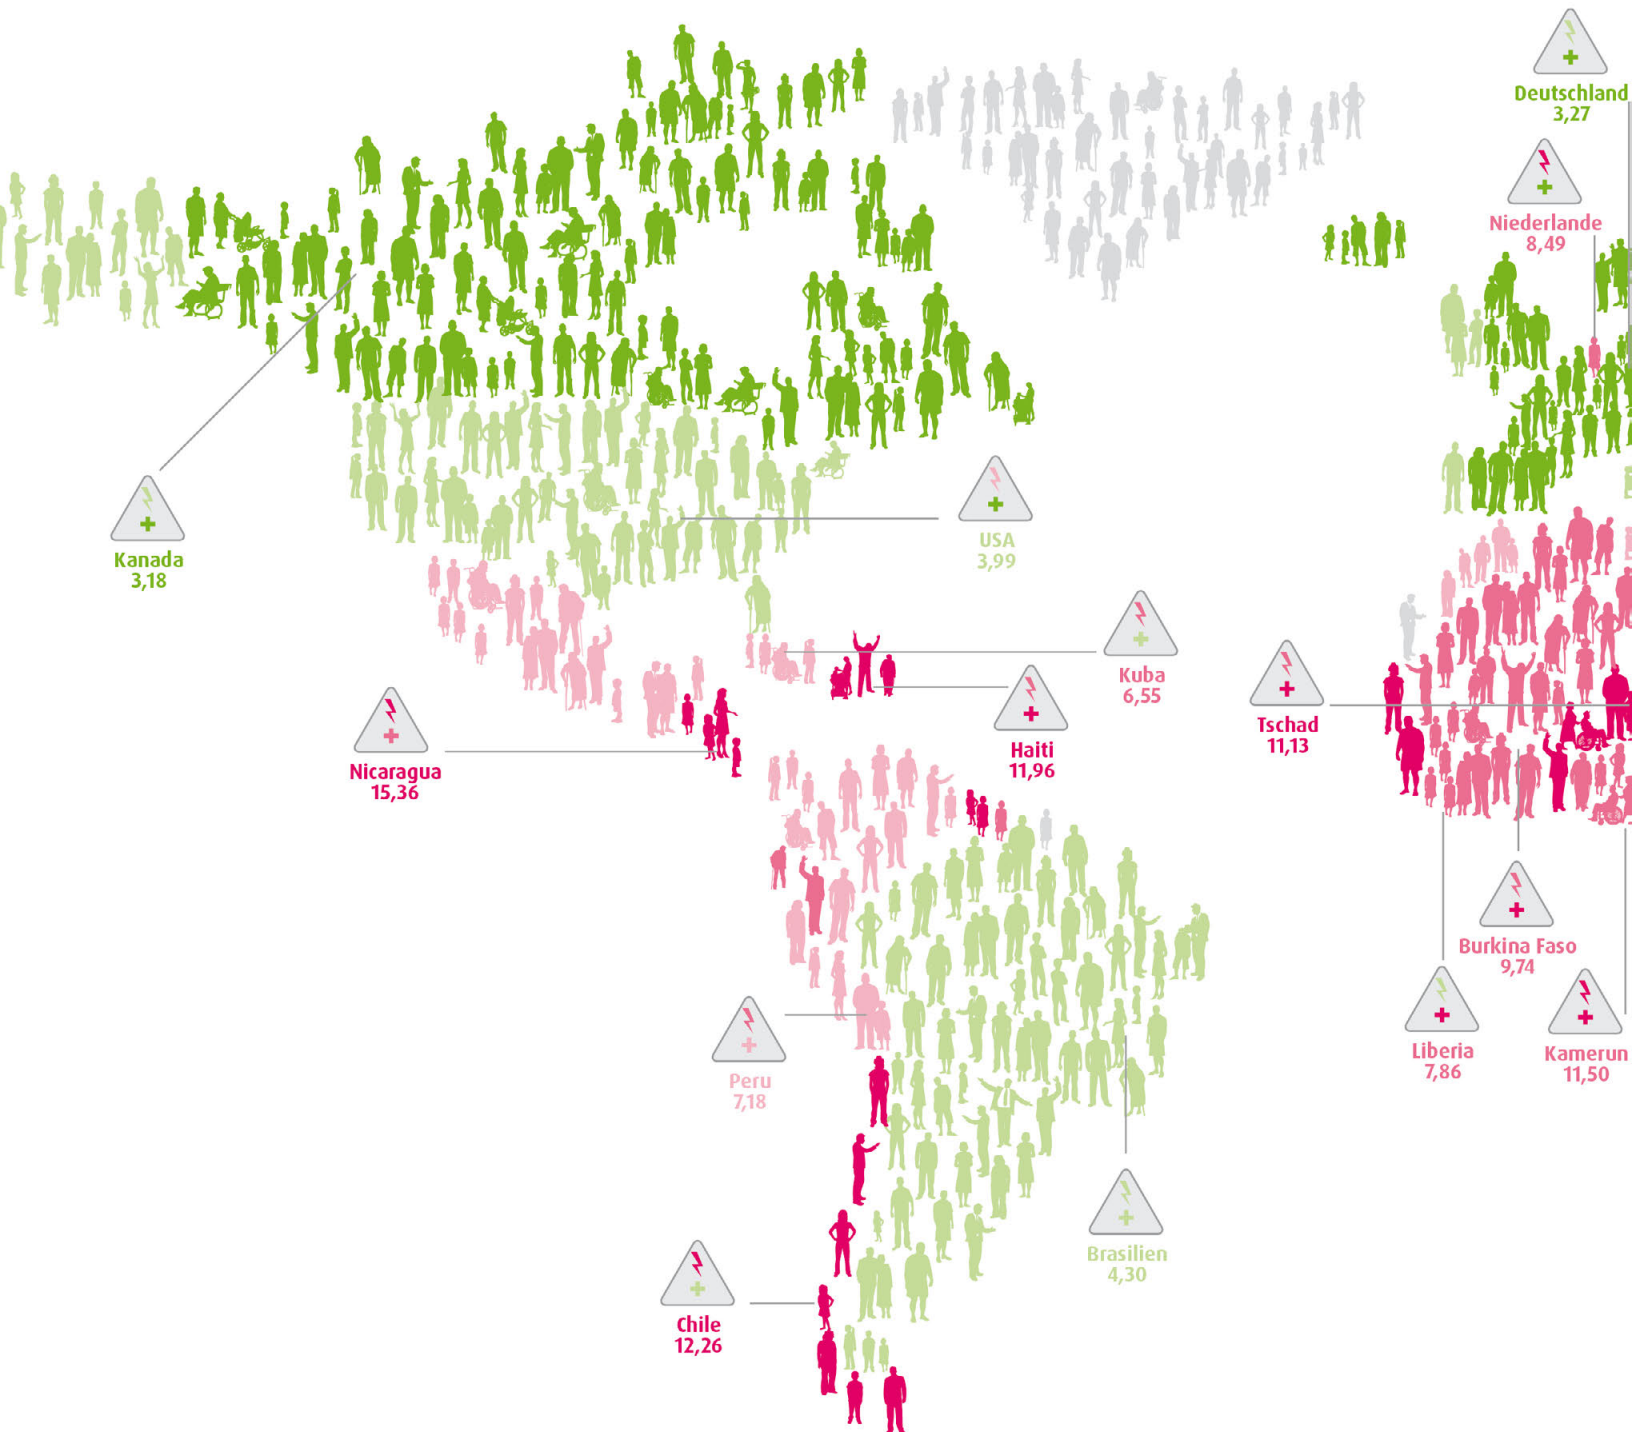 Deutschland
3,27
Niederlande
8,49
Kanada
3,18
USA
3,99
Kuba
6,55
Haiti
11,96
Tschad
11,13
Nicaragua
15,36
Burkina Faso
9,74
Liberia
7,86
Kamerun
11,50
Peru
7,18
Brasilien
4,30
Chile
12,26